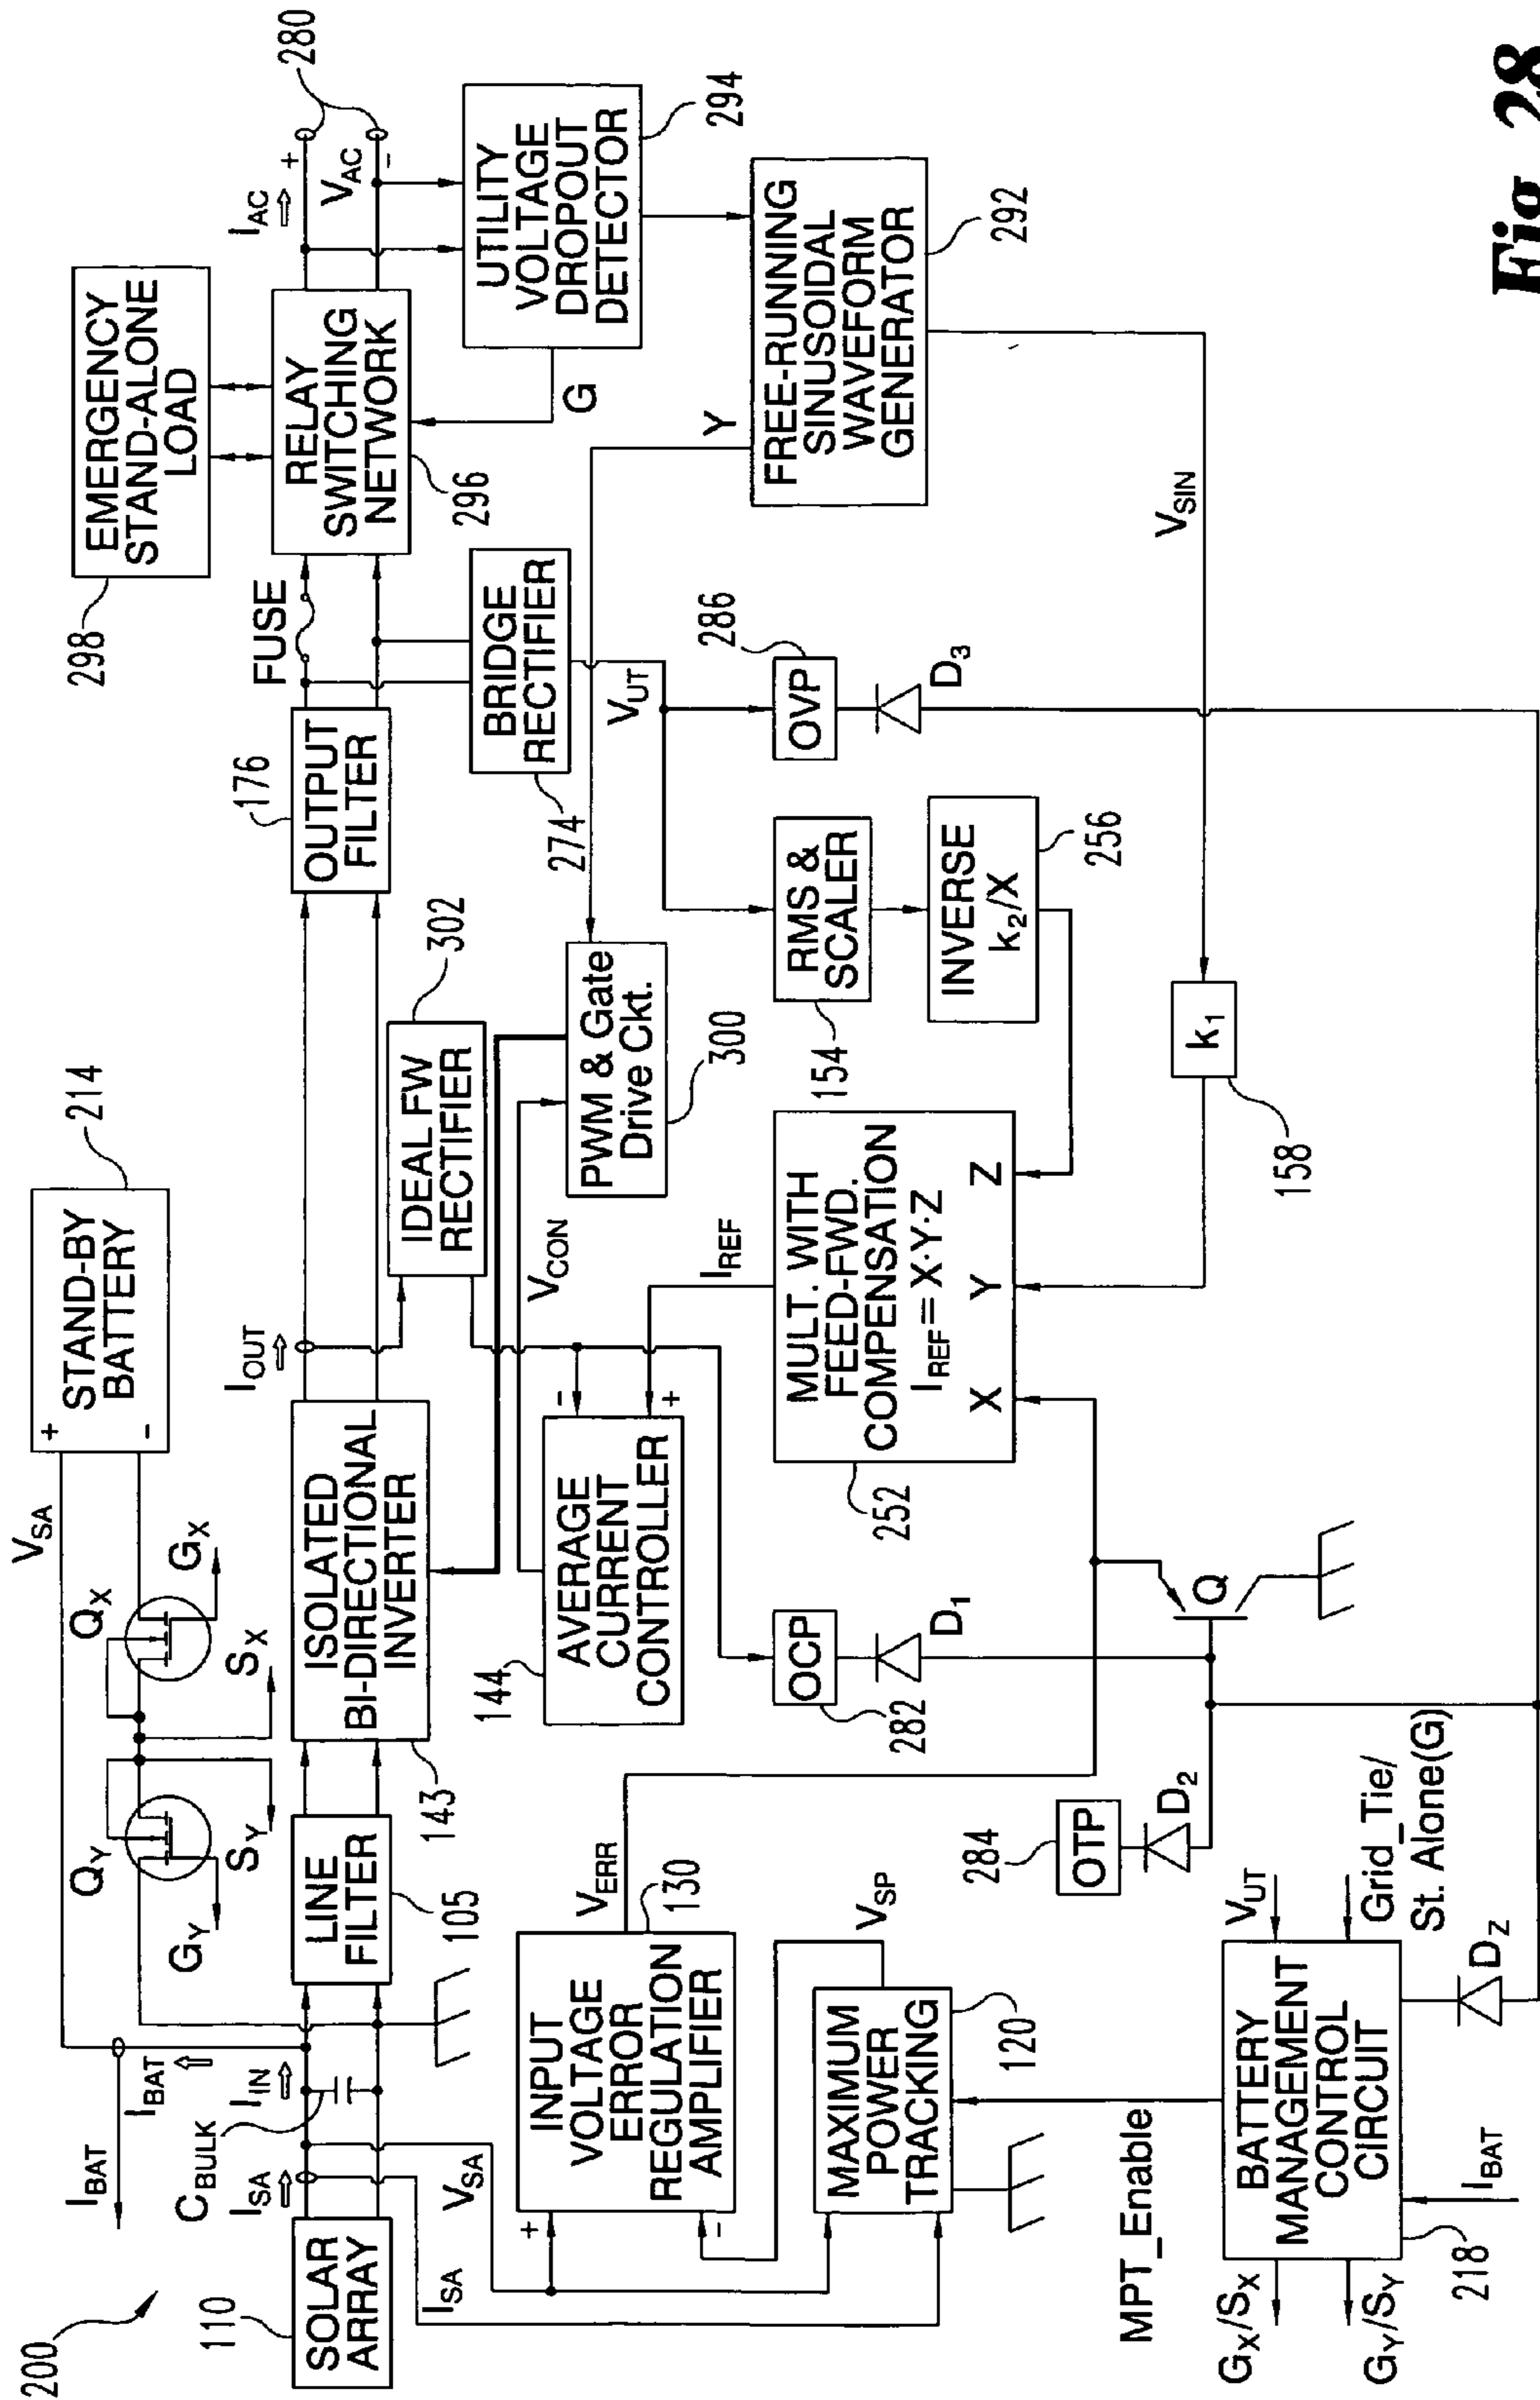 200
110
SOLAR
ARRAY
I_SA
C_BULK
I_IN
I_BAT
I_BAT
V_SA
LINE
FILTER
105
Q_Y
G_Y
S_Y
Q_X
G_X
S_X
V_SA
+
-
STAND-BY
BATTERY
214
ISOLATED
BI-DIRECTIONAL
INVERTER
143
I_OUT
IDEAL FW
RECTIFIER
302
176
OUTPUT
FILTER
FUSE
298
EMERGENCY
STAND-ALONE
LOAD
RELAY
SWITCHING
NETWORK
296
I_AC
+
V_AC
-
280
UTILITY
VOLTAGE
DROPOUT
DETECTOR
294
G
BRIDGE
RECTIFIER
274
V_UT
PWM & Gate
Drive Ckt.
300
Y
FREE-RUNNING
SINUSOIDAL
WAVEFORM
GENERATOR
292
V_SIN
V_SA
I_SA
+
-
INPUT
VOLTAGE
ERROR
REGULATION
AMPLIFIER
130
V_ERR
144
AVERAGE
CURRENT
CONTROLLER
-
+
V_CON
I_REF
MAXIMUM
POWER
TRACKING
120
V_SP
OCP
282
D₁
252
MULT. WITH
FEED-FWD.
COMPENSATION
I_REF = X·Y·Z
X Y Z
RMS &
SCALER
154
INVERSE
k₂/X
256
OVP
286
D₃
k₁
158
Q
OTP
284
D₂
MPT_Enable
BATTERY
MANAGEMENT
CONTROL
CIRCUIT
218
G_X/S_X
G_Y/S_Y
I_BAT
V_UT
Grid_Tie/
St. Alone(G)
D_Z
Fig. 28